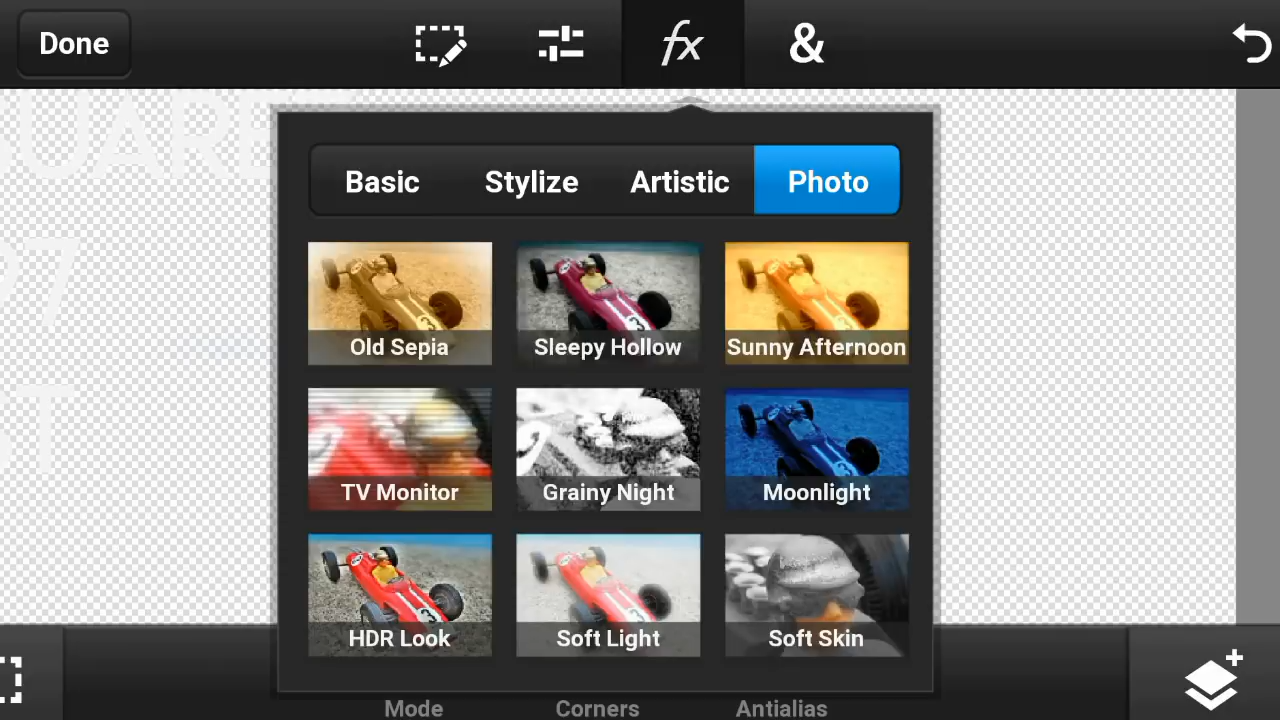 Done fx &
UARE
Basic Stylize Artistic Photo
Old Sepia Sleepy Hollow Sunny Afternoon
TV Monitor Grainy Night Moonlight
HDR Look Soft Light Soft Skin
Mode Corners Antialias